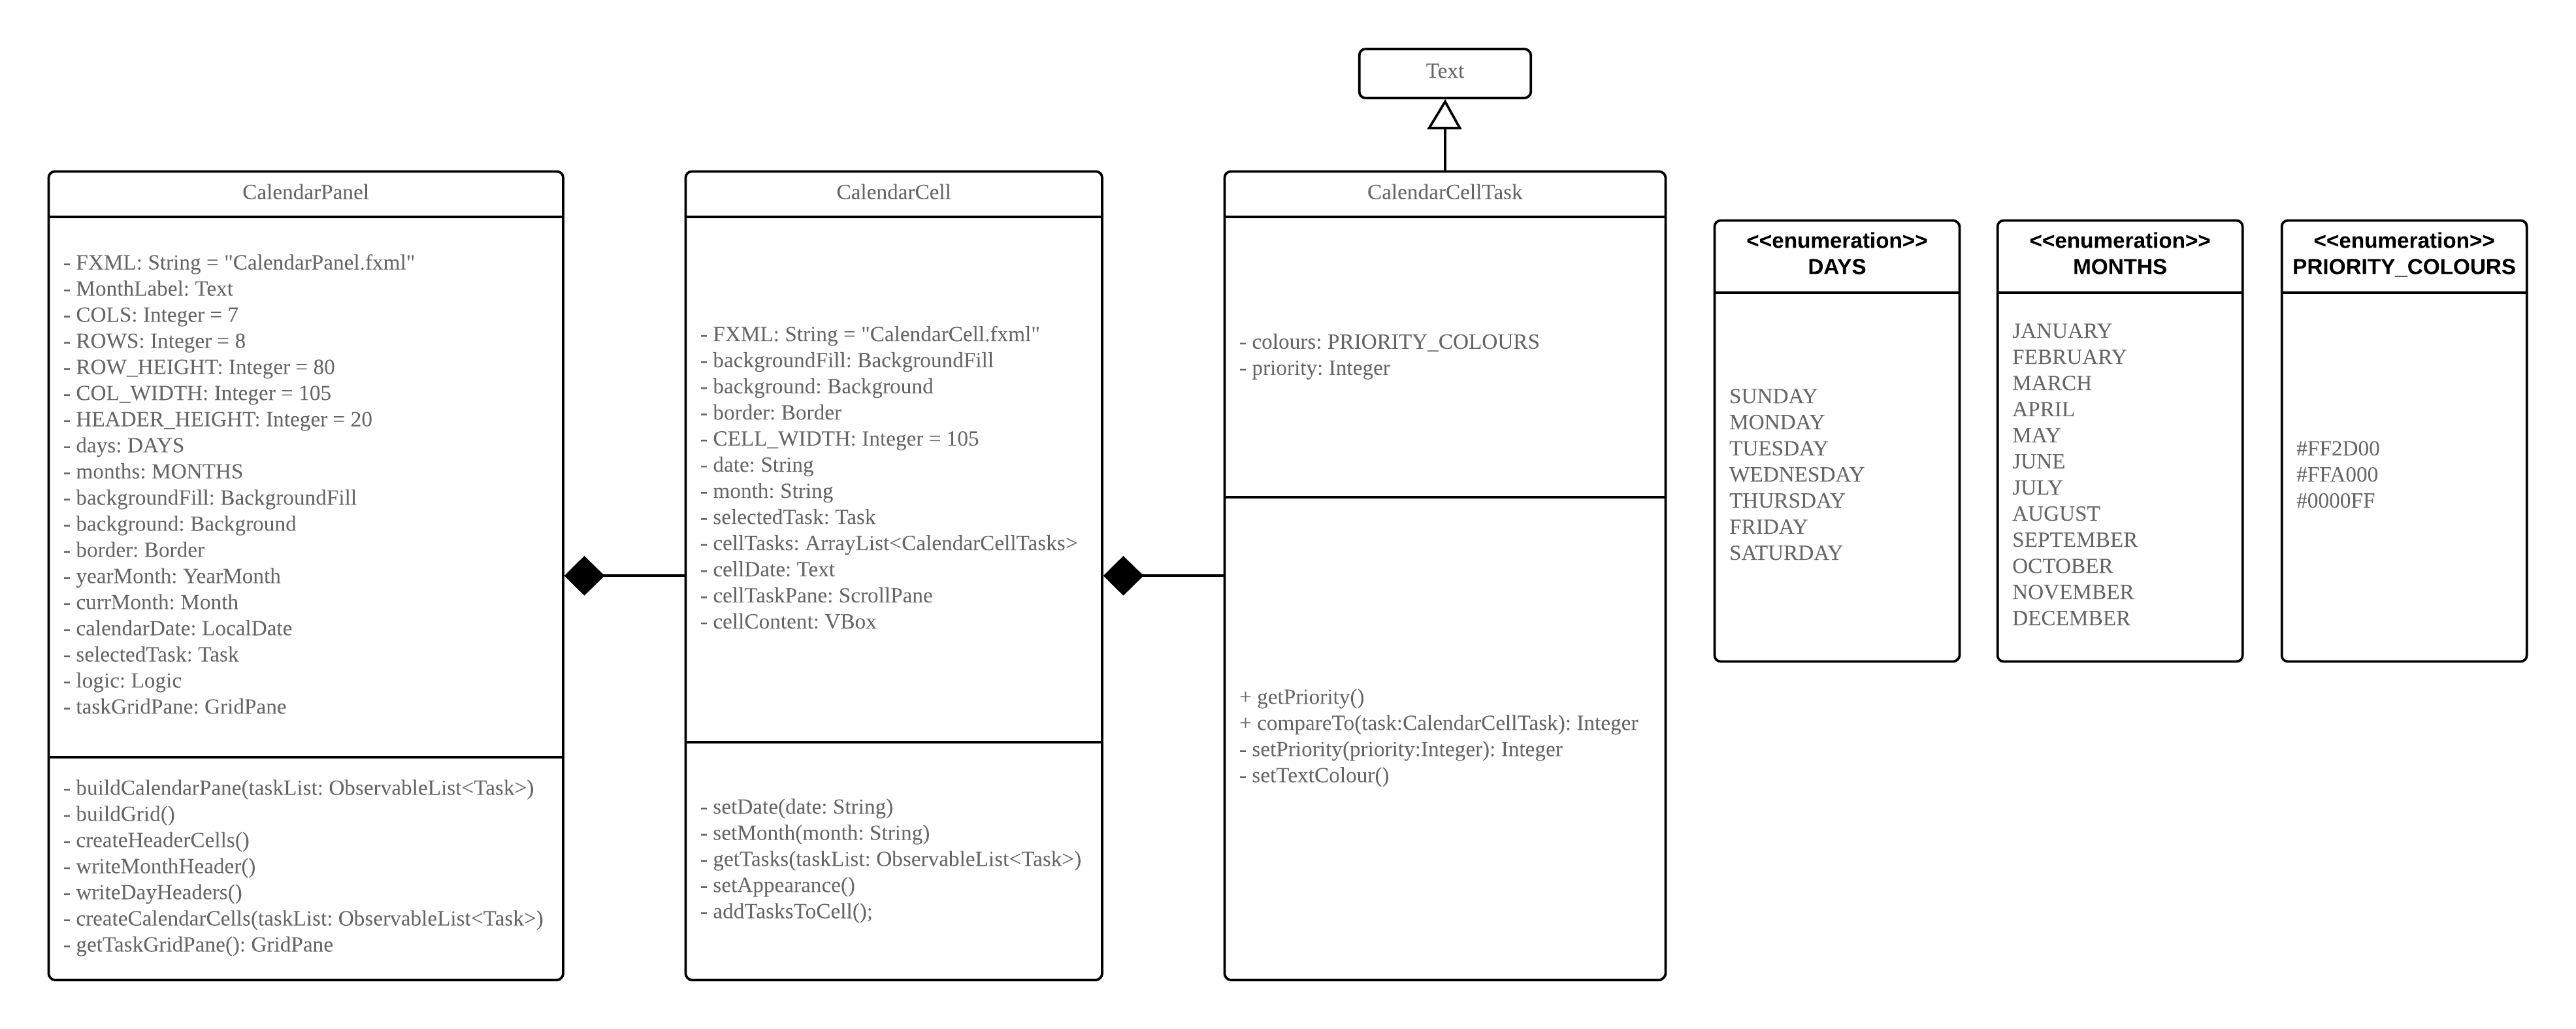 Text
CalendarPanel
- FXML: String = "CalendarPanel.fxml"
- MonthLabel: Text
- COLS: Integer = 7
- ROWS: Integer = 8
- ROW_HEIGHT: Integer = 80
- COL_WIDTH: Integer = 105
- HEADER_HEIGHT: Integer = 20
- days: DAYS
- months: MONTHS
- backgroundFill: BackgroundFill
- background: Background
- border: Border
- yearMonth: YearMonth
- currMonth: Month
- calendarDate: LocalDate
- selectedTask: Task
- logic: Logic
- taskGridPane: GridPane
- buildCalendarPane(taskList: ObservableList<Task>)
- buildGrid()
- createHeaderCells()
- writeMonthHeader()
- writeDayHeaders()
- createCalendarCells(taskList: ObservableList<Task>)
- getTaskGridPane(): GridPane
CalendarCell
- FXML: String = "CalendarCell.fxml"
- backgroundFill: BackgroundFill
- background: Background
- border: Border
- CELL_WIDTH: Integer = 105
- date: String
- month: String
- selectedTask: Task
- cellTasks: ArrayList<CalendarCellTasks>
- cellDate: Text
- cellTaskPane: ScrollPane
- cellContent: VBox
- setDate(date: String)
- setMonth(month: String)
- getTasks(taskList: ObservableList<Task>)
- setAppearance()
- addTasksToCell();
CalendarCellTask
- colours: PRIORITY_COLOURS
- priority: Integer
+ getPriority()
+ compareTo(task:CalendarCellTask): Integer
- setPriority(priority:Integer): Integer
- setTextColour()
<<enumeration>>
DAYS
SUNDAY
MONDAY
TUESDAY
WEDNESDAY
THURSDAY
FRIDAY
SATURDAY
<<enumeration>>
MONTHS
JANUARY
FEBRUARY
MARCH
APRIL
MAY
JUNE
JULY
AUGUST
SEPTEMBER
OCTOBER
NOVEMBER
DECEMBER
<<enumeration>>
PRIORITY_COLOURS
#FF2D00
#FFA000
#0000FF